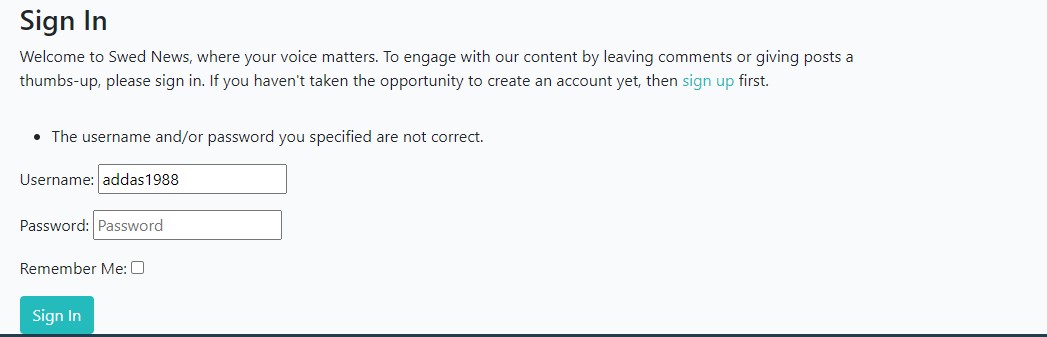 Sign In
Welcome to Swed News, where your voice matters. To engage with our content by leaving comments or giving posts a
thumbs-up, please sign in. If you haven't taken the opportunity to create an account yet, then sign up first.
• The username and/or password you specified are not correct.
Username: addas1988
Password: Password
Remember Me:
Sign In